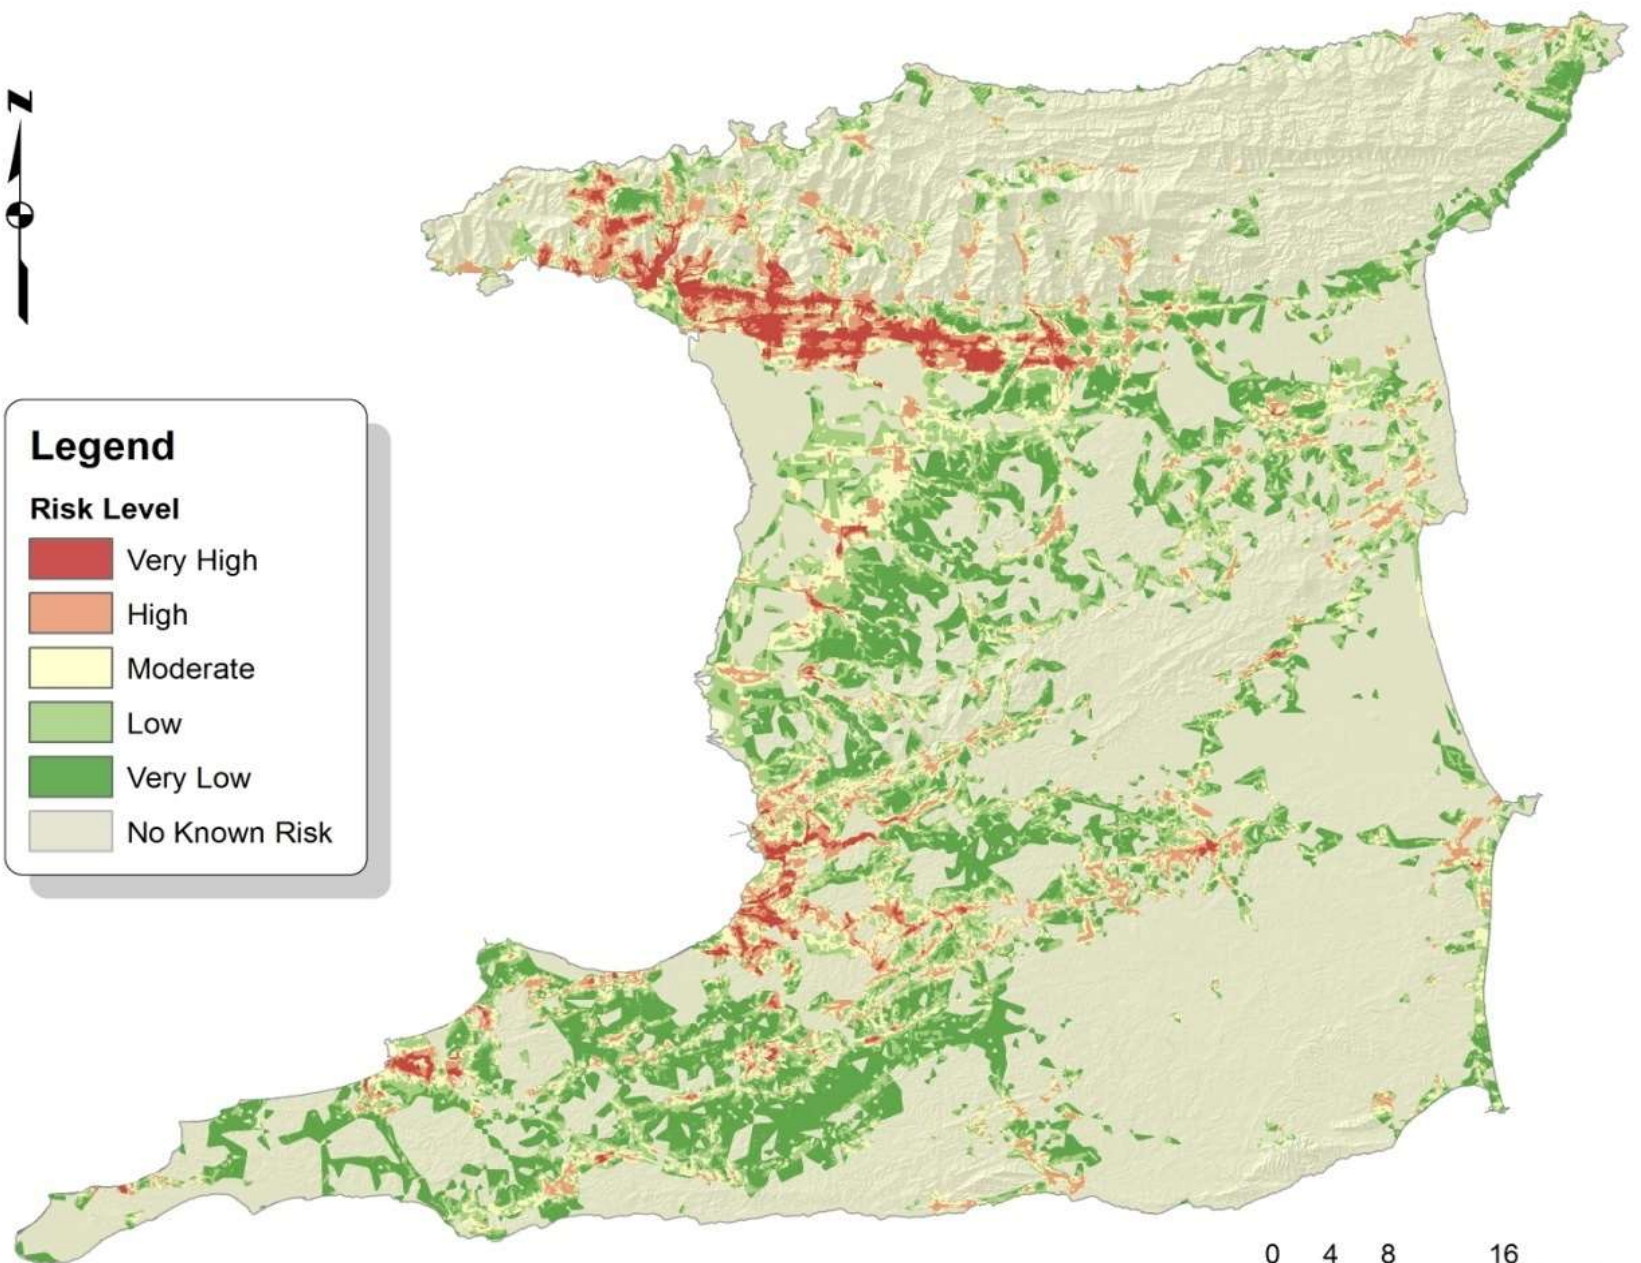 N
Legend
Risk Level
Very High
High
Moderate
Low
Very Low
No Known Risk
0 4 8 16